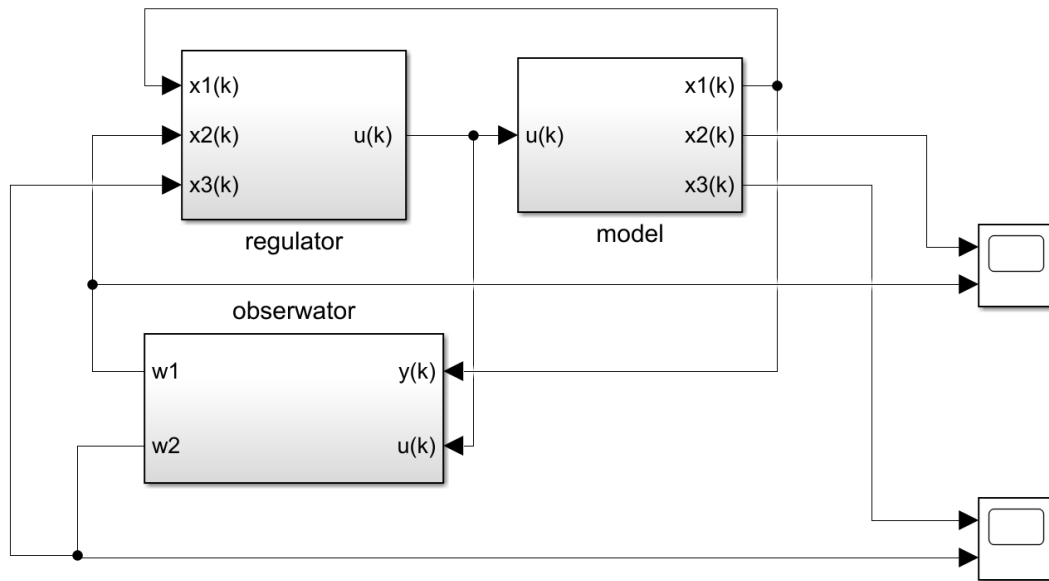 x1(k)
x2(k)
x3(k)
u(k)
regulator
u(k)
x1(k)
x2(k)
x3(k)
model
obserwator
w1
w2
y(k)
u(k)